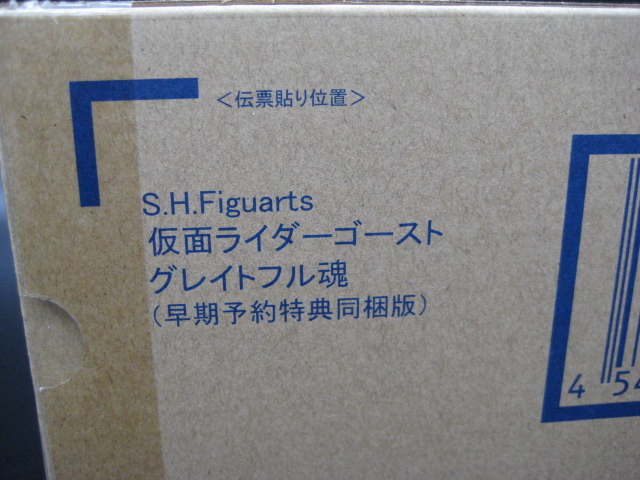 ＜伝票貼り位置＞
S.H.Figuarts
仮面ライダーゴースト
グレイトフル魂
(早期予約特典同梱版)
4 54